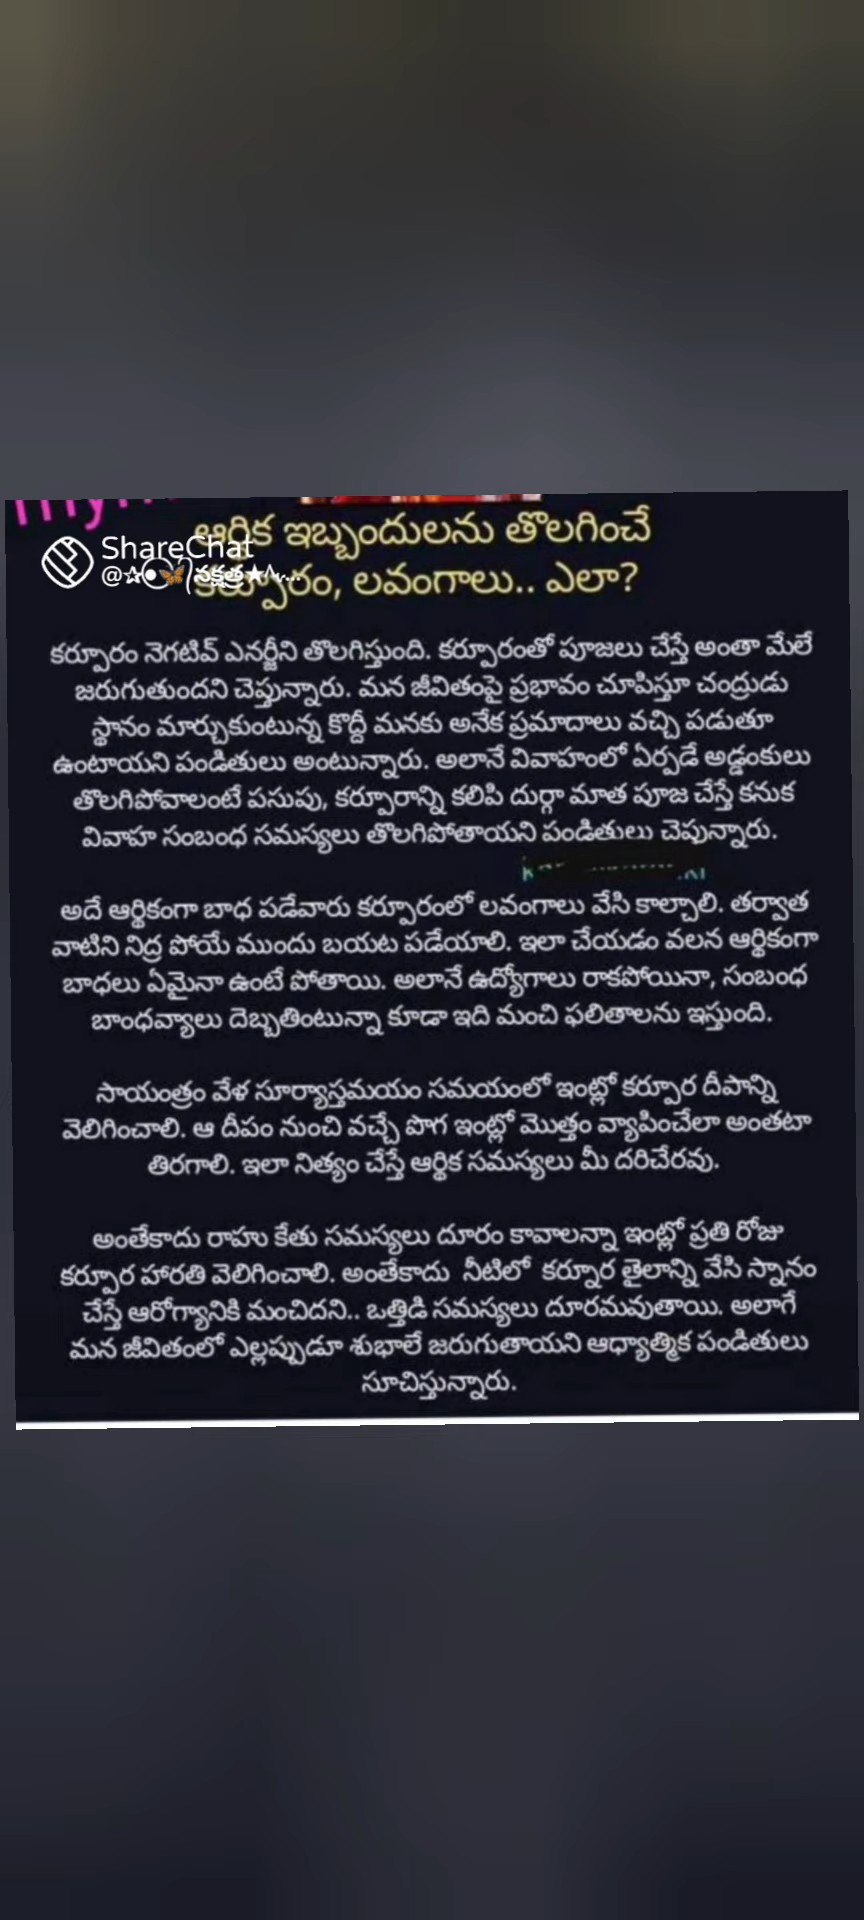 ఆర్థిక ఇబ్బందులను తొలగించే
ShareChat
కర్పూరం, లవంగాలు.. ఎలా?
కర్పూరం నెగటివ్ ఎనర్జీని తొలగిస్తుంది. కర్పూరంతో పూజలు చేస్తే అంతా మేలే
జరుగుతుందని చెప్తున్నారు. మన జీవితంపై ప్రభావం చూపిస్తూ చంద్రుడు
స్థానం మార్చుకుంటున్న కొద్దీ మనకు అనేక ప్రమాదాలు వచ్చి పడుతూ
ఉంటాయని పండితులు అంటున్నారు. అలానే వివాహంలో ఏర్పడే అడ్డంకులు
తొలగిపోవాలంటే పసుపు, కర్పూరాన్ని కలిపి దుర్గా మాత పూజ చేస్తే కనుక
వివాహ సంబంధ సమస్యలు తొలగిపోతాయని పండితులు చెపున్నారు.
అదే ఆర్థికంగా బాధ పడేవారు కర్పూరంలో లవంగాలు వేసి కాల్చాలి. తర్వాత
వాటిని నిద్ర పోయే ముందు బయట పడేయాలి. ఇలా చేయడం వలన ఆర్థికంగా
బాధలు ఏమైనా ఉంటే పోతాయి. అలానే ఉద్యోగాలు రాకపోయినా, సంబంధ
బాంధవ్యాలు దెబ్బతింటున్నా కూడా ఇది మంచి ఫలితాలను ఇస్తుంది.
సాయంత్రం వేళ సూర్యాస్తమయం సమయంలో ఇంట్లో కర్పూర దీపాన్ని
వెలిగించాలి. ఆ దీపం నుంచి వచ్చే పొగ ఇంట్లో మొత్తం వ్యాపించేలా అంతటా
తిరగాలి. ఇలా నిత్యం చేస్తే ఆర్థిక సమస్యలు మీ దరిచేరవు.
అంతేకాదు రాహు కేతు సమస్యలు దూరం కావాలన్నా ఇంట్లో ప్రతి రోజు
కర్పూర హారతి వెలిగించాలి. అంతేకాదు నీటిలో కర్పూర తైలాన్ని వేసి స్నానం
చేస్తే ఆరోగ్యానికి మంచిదని.. ఒత్తిడి సమస్యలు దూరమవుతాయి. అలాగే
మన జీవితంలో ఎల్లప్పుడూ శుభాలే జరుగుతాయని ఆధ్యాత్మిక పండితులు
సూచిస్తున్నారు.